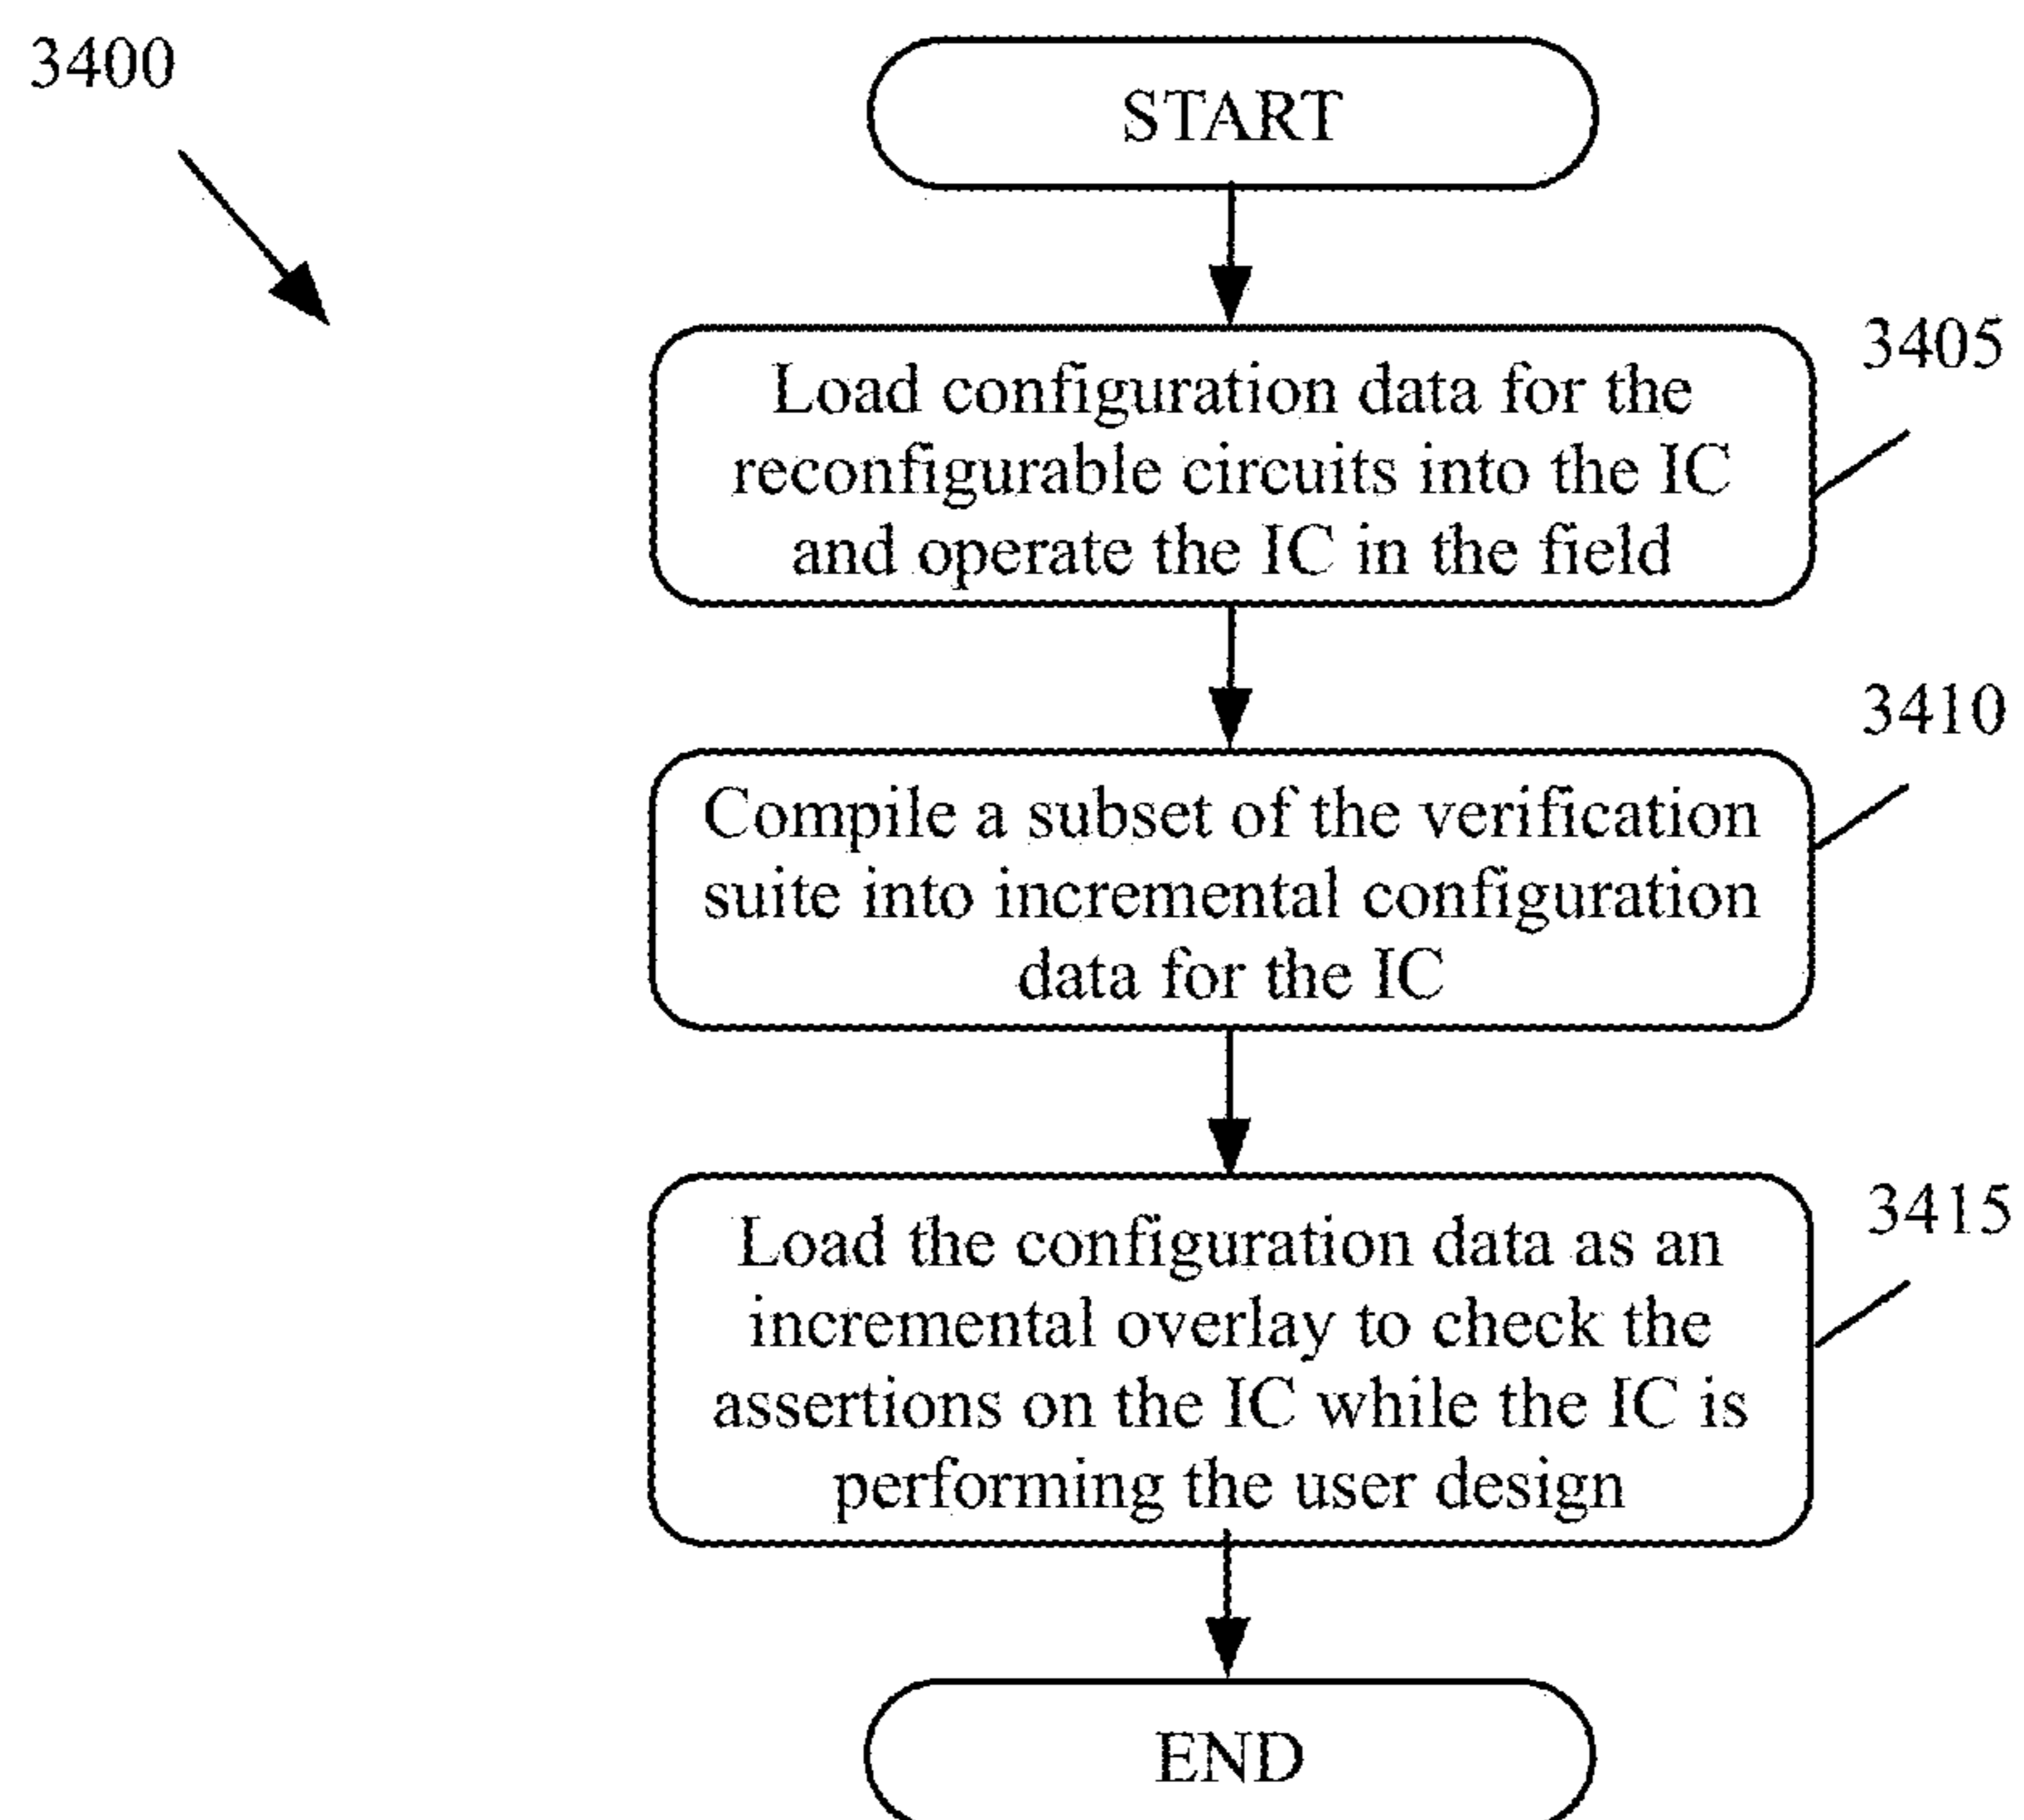 3400
START
3405
Load configuration data for the
reconfigurable circuits into the IC
and operate the IC in the field
3410
Compile a subset of the verification
suite into incremental configuration
data for the IC
3415
Load the configuration data as an
incremental overlay to check the
assertions on the IC while the IC is
performing the user design
END